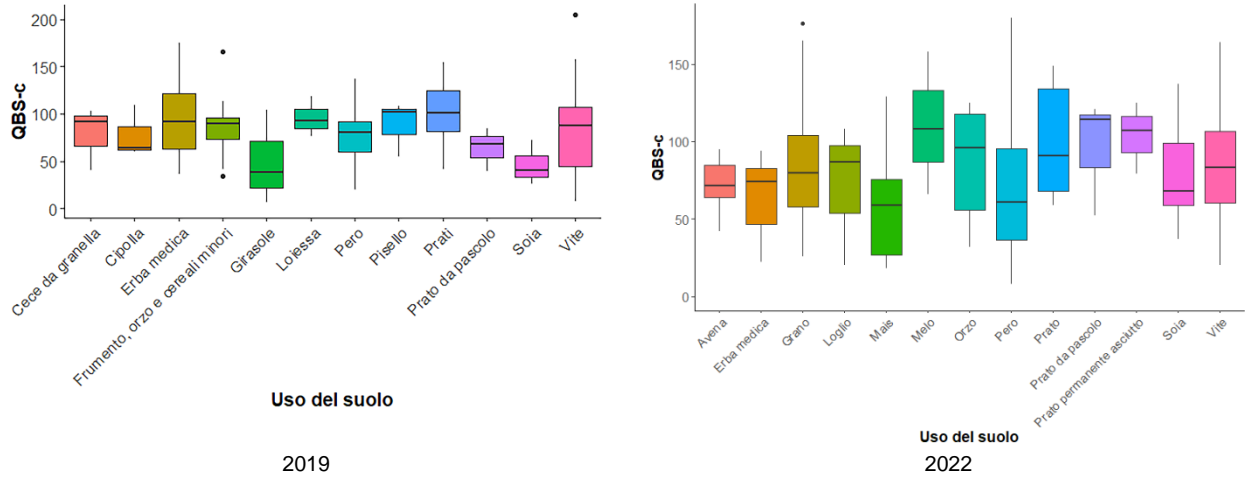 QBS-c
200
150
100
50
0
Cece da granella
Cipolla
Erba medica
Frumento, orzo e cereali minori
Girasole
Loiessa
Pero
Pisello
Prati
Prato da pascolo
Soia
Vite
Uso del suolo
2019
QBS-c
150
100
50
0
Avena
Erba medica
Grano
Loglio
Mais
Melo
Orzo
Pero
Prato
Prato da pascolo
Prato permanente asciutto
Soia
Vite
Uso del suolo
2022